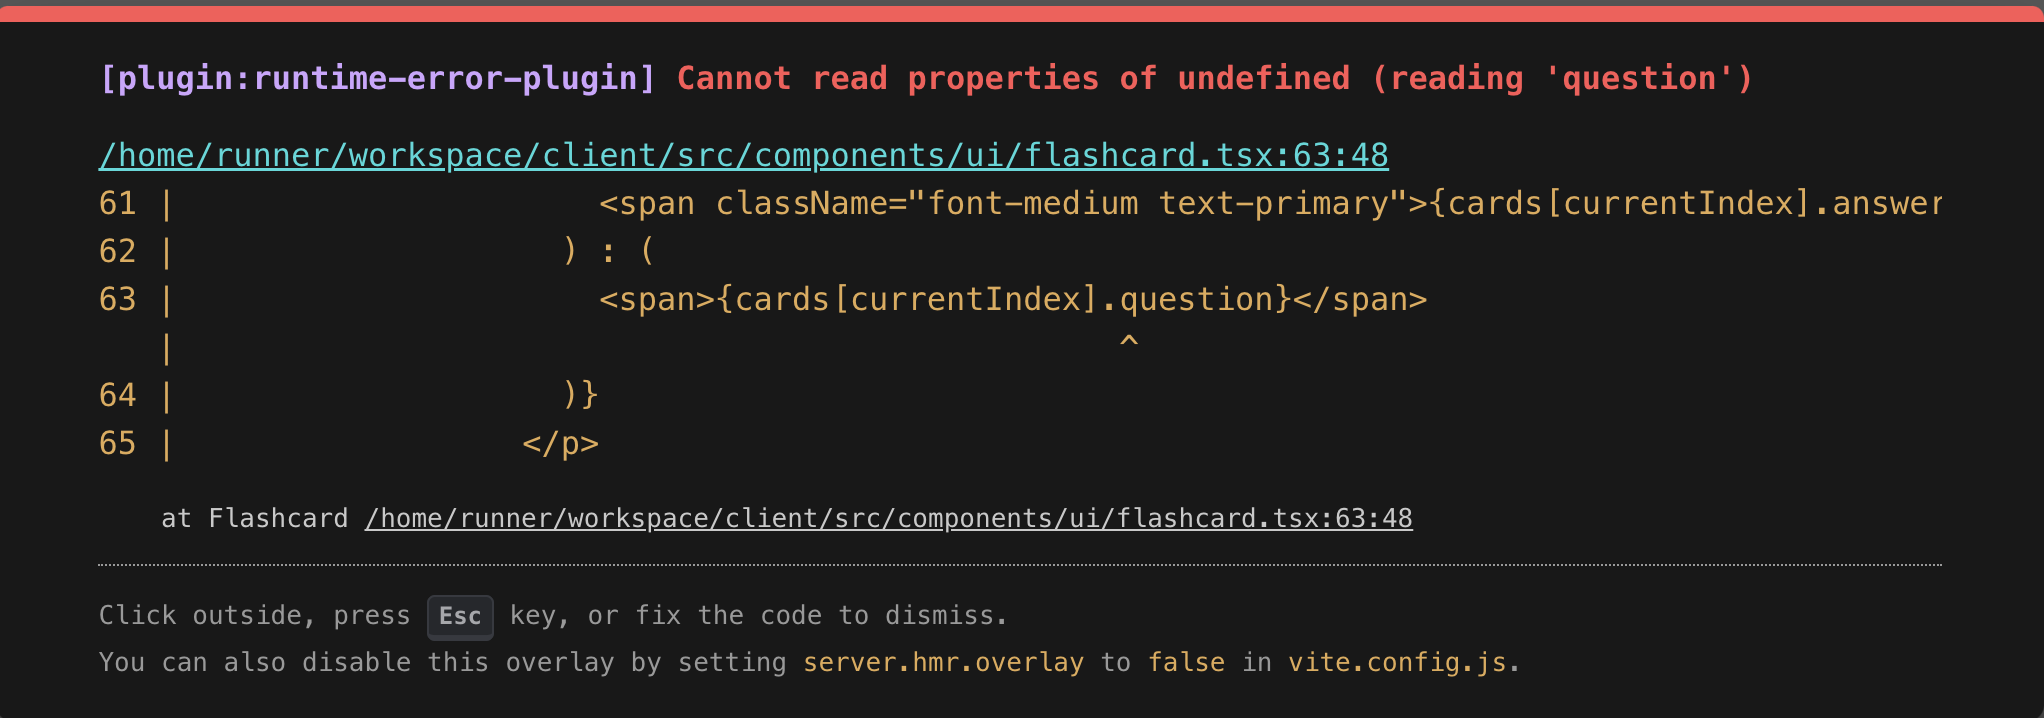 [plugin:runtime-error-plugin] Cannot read properties of undefined (reading 'question')
/home/runner/workspace/client/src/components/ui/flashcard.tsx:63:48
61 |                      <span className="font-medium text-primary">{cards[currentIndex].answer
62 |                    ) : (
63 |                      <span>{cards[currentIndex].question}</span>
   |                                                 ^
64 |                    )}
65 |                  </p>
at Flashcard /home/runner/workspace/client/src/components/ui/flashcard.tsx:63:48
Click outside, press Esc key, or fix the code to dismiss.
You can also disable this overlay by setting server.hmr.overlay to false in vite.config.js.